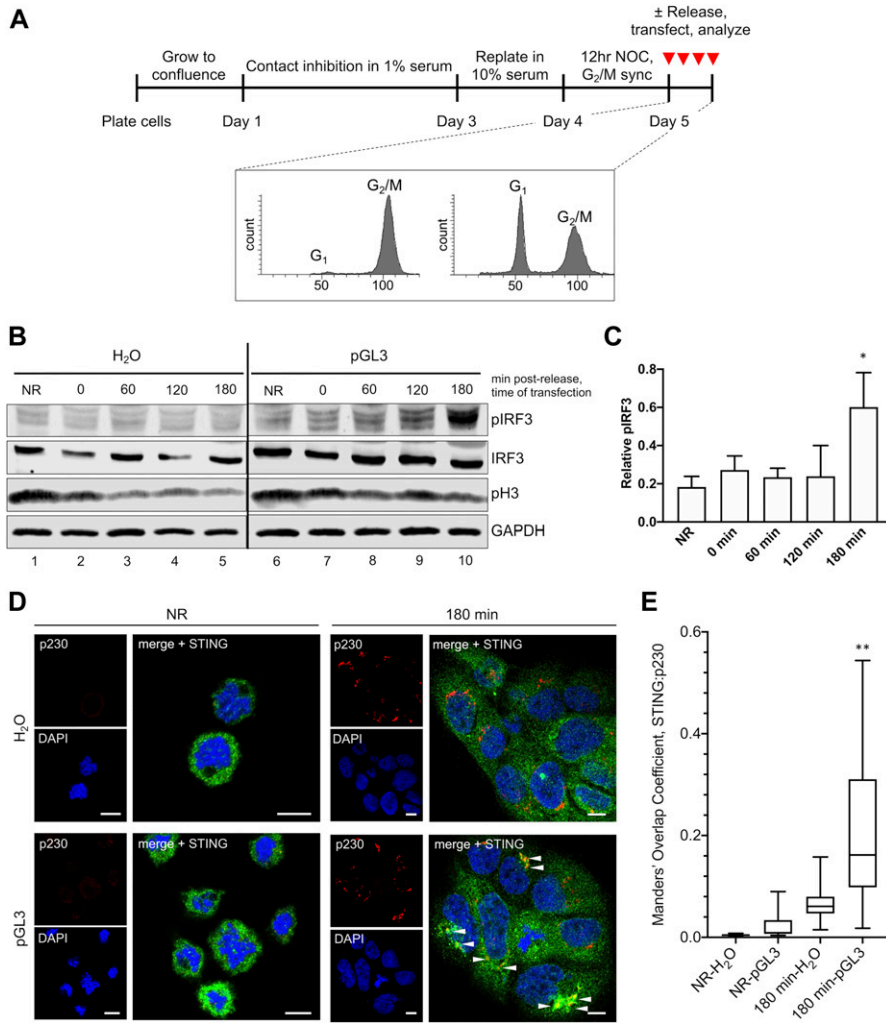 A
± Release,
transfect, analyze
Grow to
confluence
Contact inhibition in 1% serum
Replate in
10% serum
12hr NOC,
G₂/M sync
Plate cells
Day 1
Day 3
Day 4
Day 5
count
G₁
G₂/M
50
100
count
G₁
G₂/M
50
100
B
H₂O
pGL3
NR 0 60 120 180 NR 0 60 120 180
min post-release,
time of transfection
pIRF3
IRF3
pH3
GAPDH
1 2 3 4 5 6 7 8 9 10
C
Relative pIRF3
0.8
0.6
0.4
0.2
0.0
*
NR
0 min
60 min
120 min
180 min
D
NR
180 min
H₂O
p230
merge + STING
p230
merge + STING
DAPI
DAPI
pGL3
p230
merge + STING
p230
merge + STING
DAPI
DAPI
E
Manders' Overlap Coefficient, STING:p230
0.6
0.4
0.2
0.0
**
NR-H₂O
NR-pGL3
180 min-H₂O
180 min-pGL3